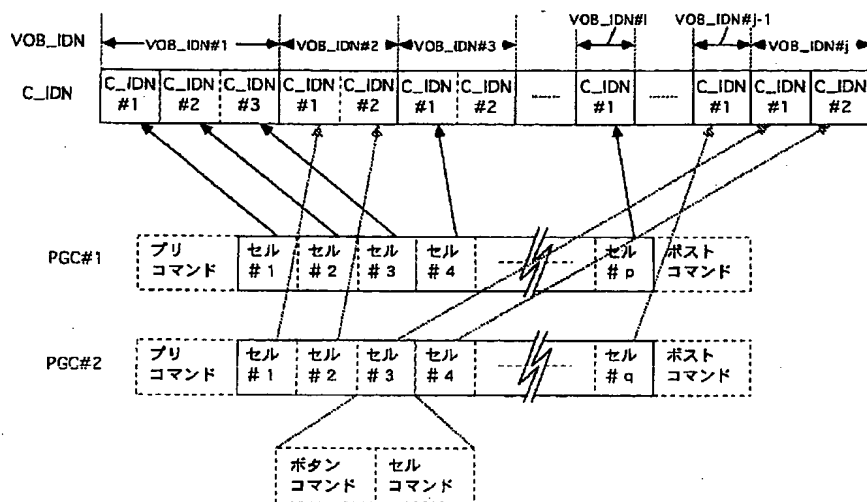 VOB_IDN VOB_IDN#1 VOB_IDN#2 VOB_IDN#3 VOB_IDN#i VOB_IDN#j-1 VOB_IDN#j
C_IDN C_IDN C_IDN C_IDN C_IDN C_IDN C_IDN C_IDN C_IDN C_IDN C_IDN C_IDN
#1 #2 #3 #1 #2 #1 #2 #1 #1 #1 #2
PGC#1 プリ セル セル セル セル セル ポスト
コマンド #1 #2 #3 #4 #p コマンド
PGC#2 プリ セル セル セル セル セル ポスト
コマンド #1 #2 #3 #4 #q コマンド
ボタン セル
コマンド コマンド